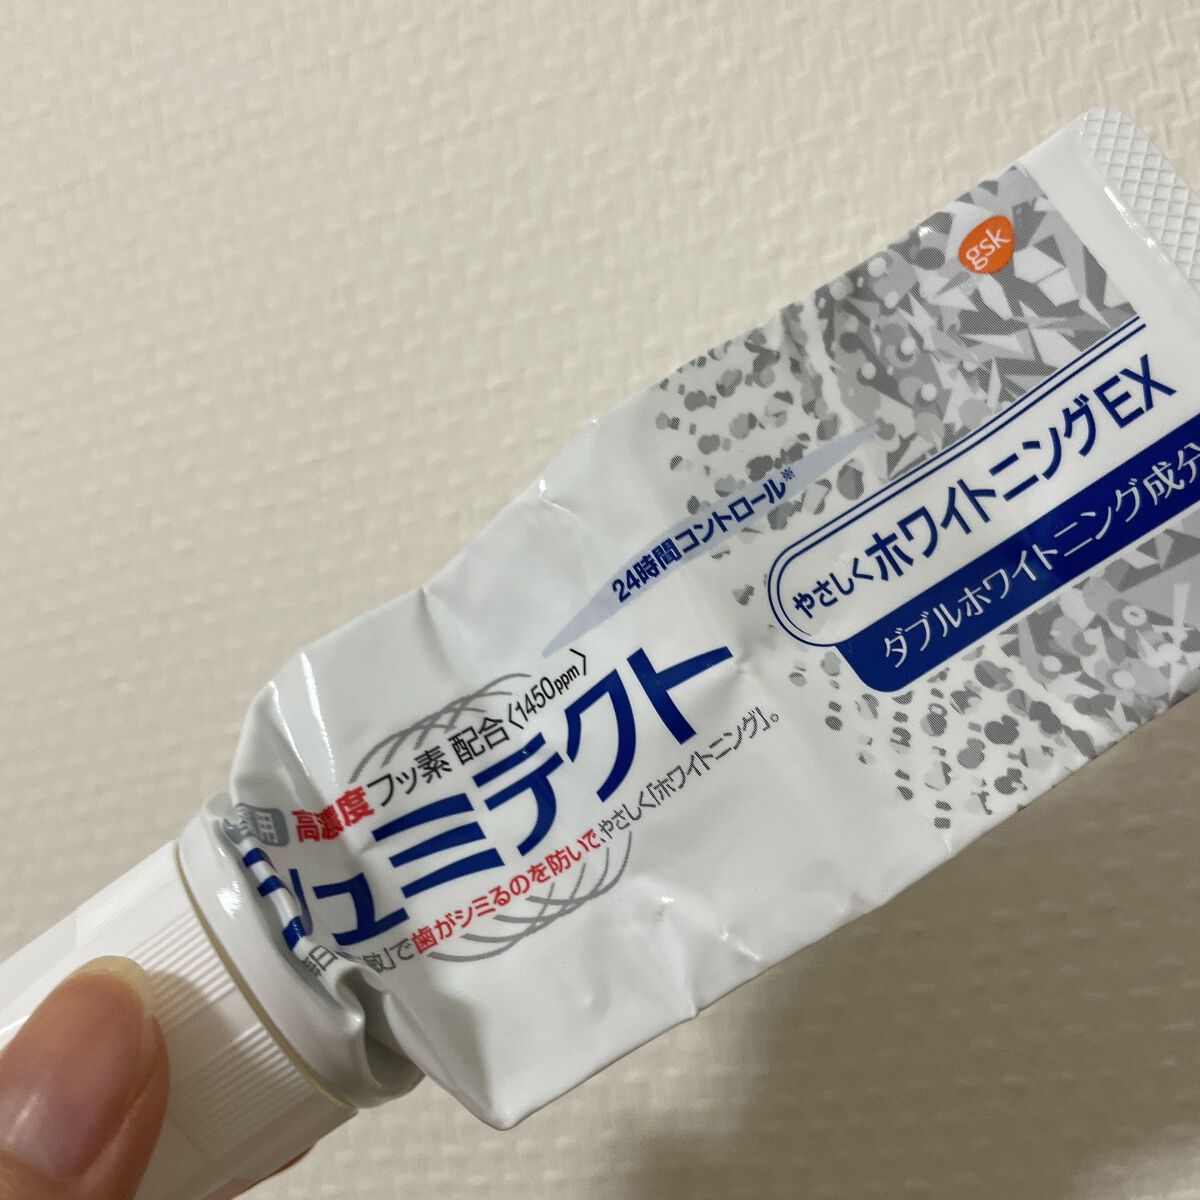 gsk
やさしくホワイトニングEX
ダブルホワイトニング成分
24時間コントロール※
高濃度フッ素 配合〈1450ppm〉
シュミテクト
敏」で歯がシミるのを防いで、やさしく「ホワイトニング」。